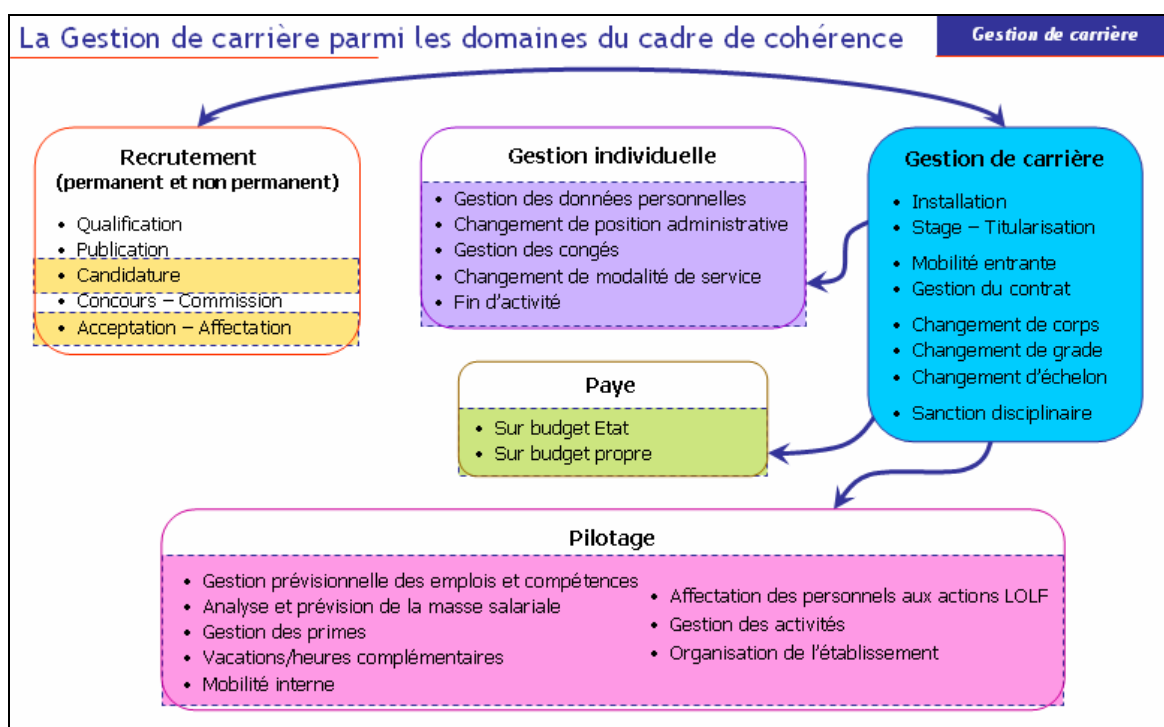 La Gestion de carrière parmi les domaines du cadre de cohérence
Gestion de carrière
Recrutement
(permanent et non permanent)
• Qualification
• Publication
• Candidature
• Concours – Commission
• Acceptation – Affectation
Gestion individuelle
• Gestion des données personnelles
• Changement de position administrative
• Gestion des congés
• Changement de modalité de service
• Fin d'activité
Gestion de carrière
• Installation
• Stage – Titularisation
• Mobilité entrante
• Gestion du contrat
• Changement de corps
• Changement de grade
• Changement d'échelon
• Sanction disciplinaire
Paye
• Sur budget Etat
• Sur budget propre
Pilotage
• Gestion prévisionnelle des emplois et compétences
• Analyse et prévision de la masse salariale
• Gestion des primes
• Vacations/heures complémentaires
• Mobilité interne
• Affectation des personnels aux actions LOLF
• Gestion des activités
• Organisation de l'établissement